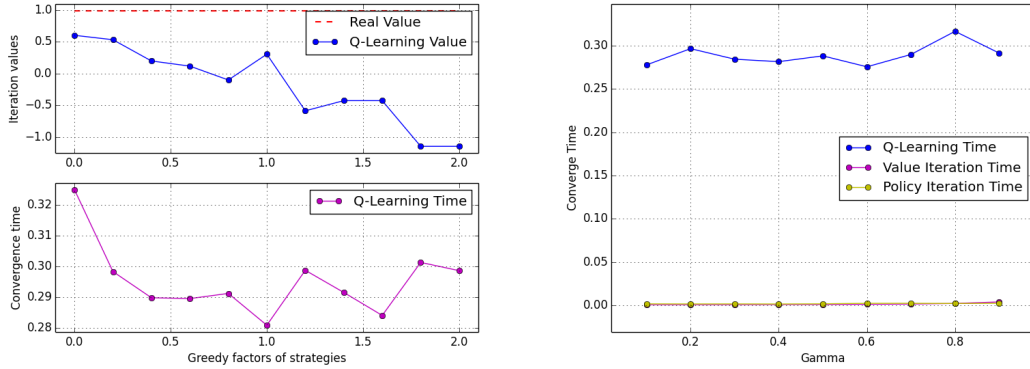 1.0
0.5
0.0
−0.5
−1.0
Iteration values
Real Value
Q-Learning Value
0.0
0.5
1.0
1.5
2.0
0.32
0.31
0.30
0.29
0.28
Convergence time
Q-Learning Time
0.0
0.5
1.0
1.5
2.0
Greedy factors of strategies
0.30
0.25
0.20
0.15
0.10
0.05
0.00
Converge Time
Q-Learning Time
Value Iteration Time
Policy Iteration Time
0.2
0.4
0.6
0.8
Gamma